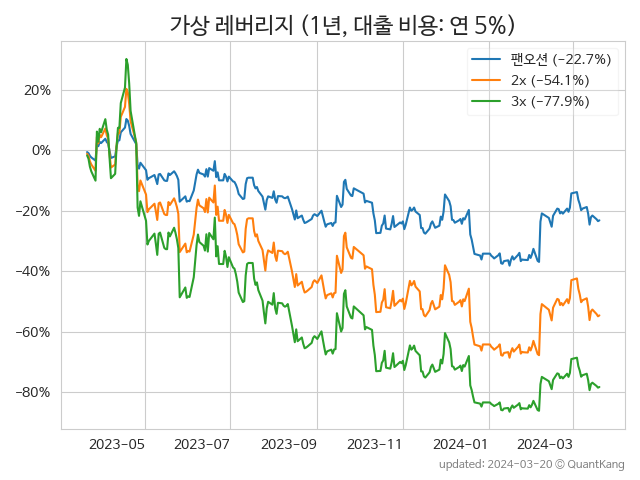 가상 레버리지 (1년, 대출 비용: 연 5%)
팬오션 (−22.7%)
2x (−54.1%)
3x (−77.9%)
20%
0%
−20%
−40%
−60%
−80%
2023-05 2023-07 2023-09 2023-11 2024-01 2024-03
updated: 2024-03-20 © QuantKang